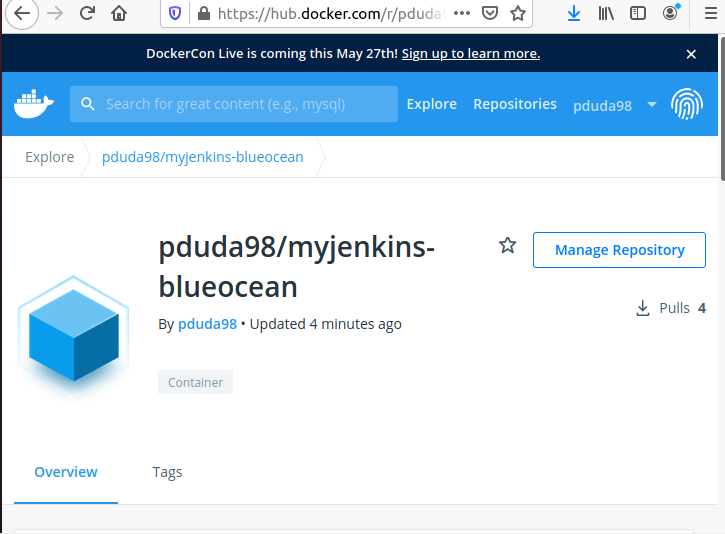 https://hub.docker.com/r/pduda
DockerCon Live is coming this May 27th! Sign up to learn more.
Search for great content (e.g., mysql)
Explore
Repositories
pduda98
Explore
pduda98/myjenkins-blueocean
pduda98/myjenkins-
blueocean
Manage Repository
Pulls 4
By pduda98 • Updated 4 minutes ago
Container
Overview
Tags